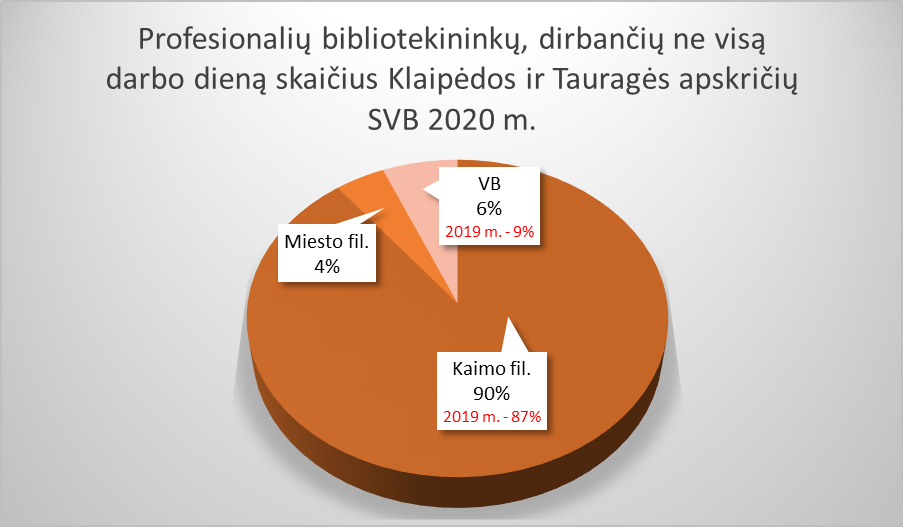 Profesionalių bibliotekininkų, dirbančių ne visą
darbo dieną skaičius Klaipėdos ir Tauragės apskričių
SVB 2020 m.
VB
6%
2019 m. - 9%
Miesto fil.
4%
Kaimo fil.
90%
2019 m. - 87%